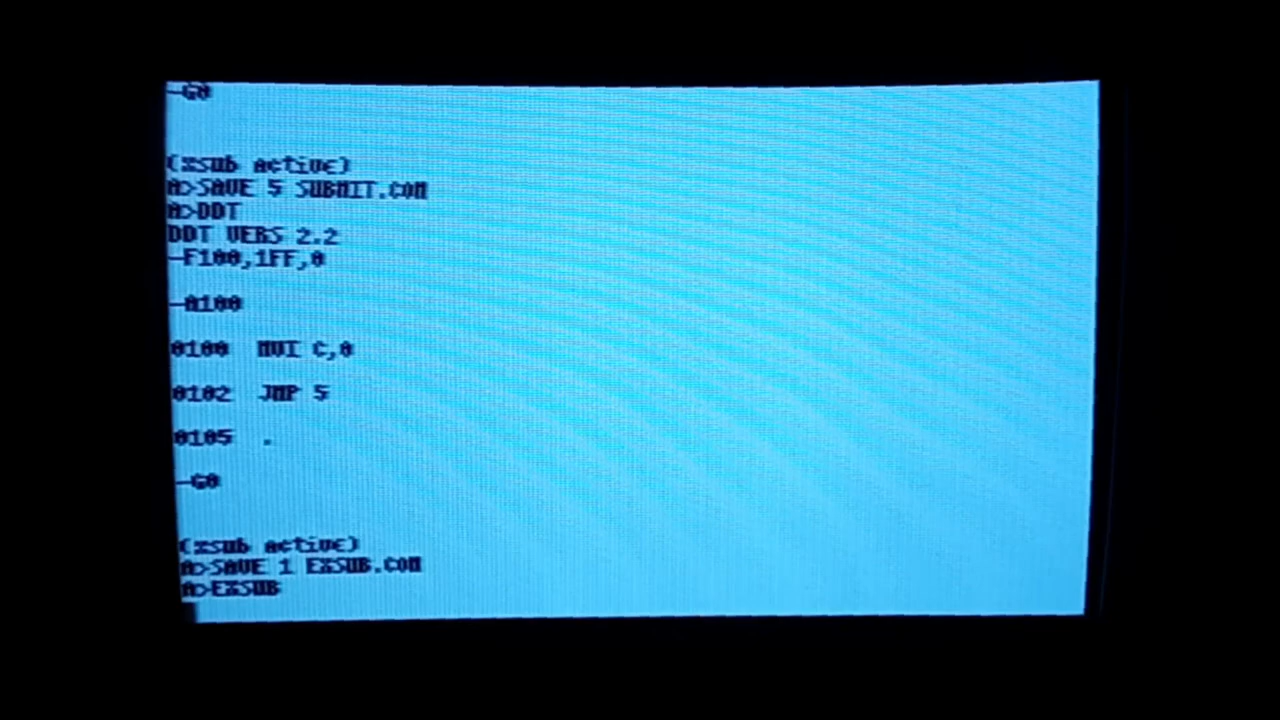 -G0
(xsub active)
A>SAVE 5 SUBMIT.COM
A>DDT
DDT VERS 2.2
-F100,1FF,0
-A100
0100  MVI C,0
0102  JMP 5
0105  .
-G0
(xsub active)
A>SAVE 1 EXSUB.COM
A>EXSUB